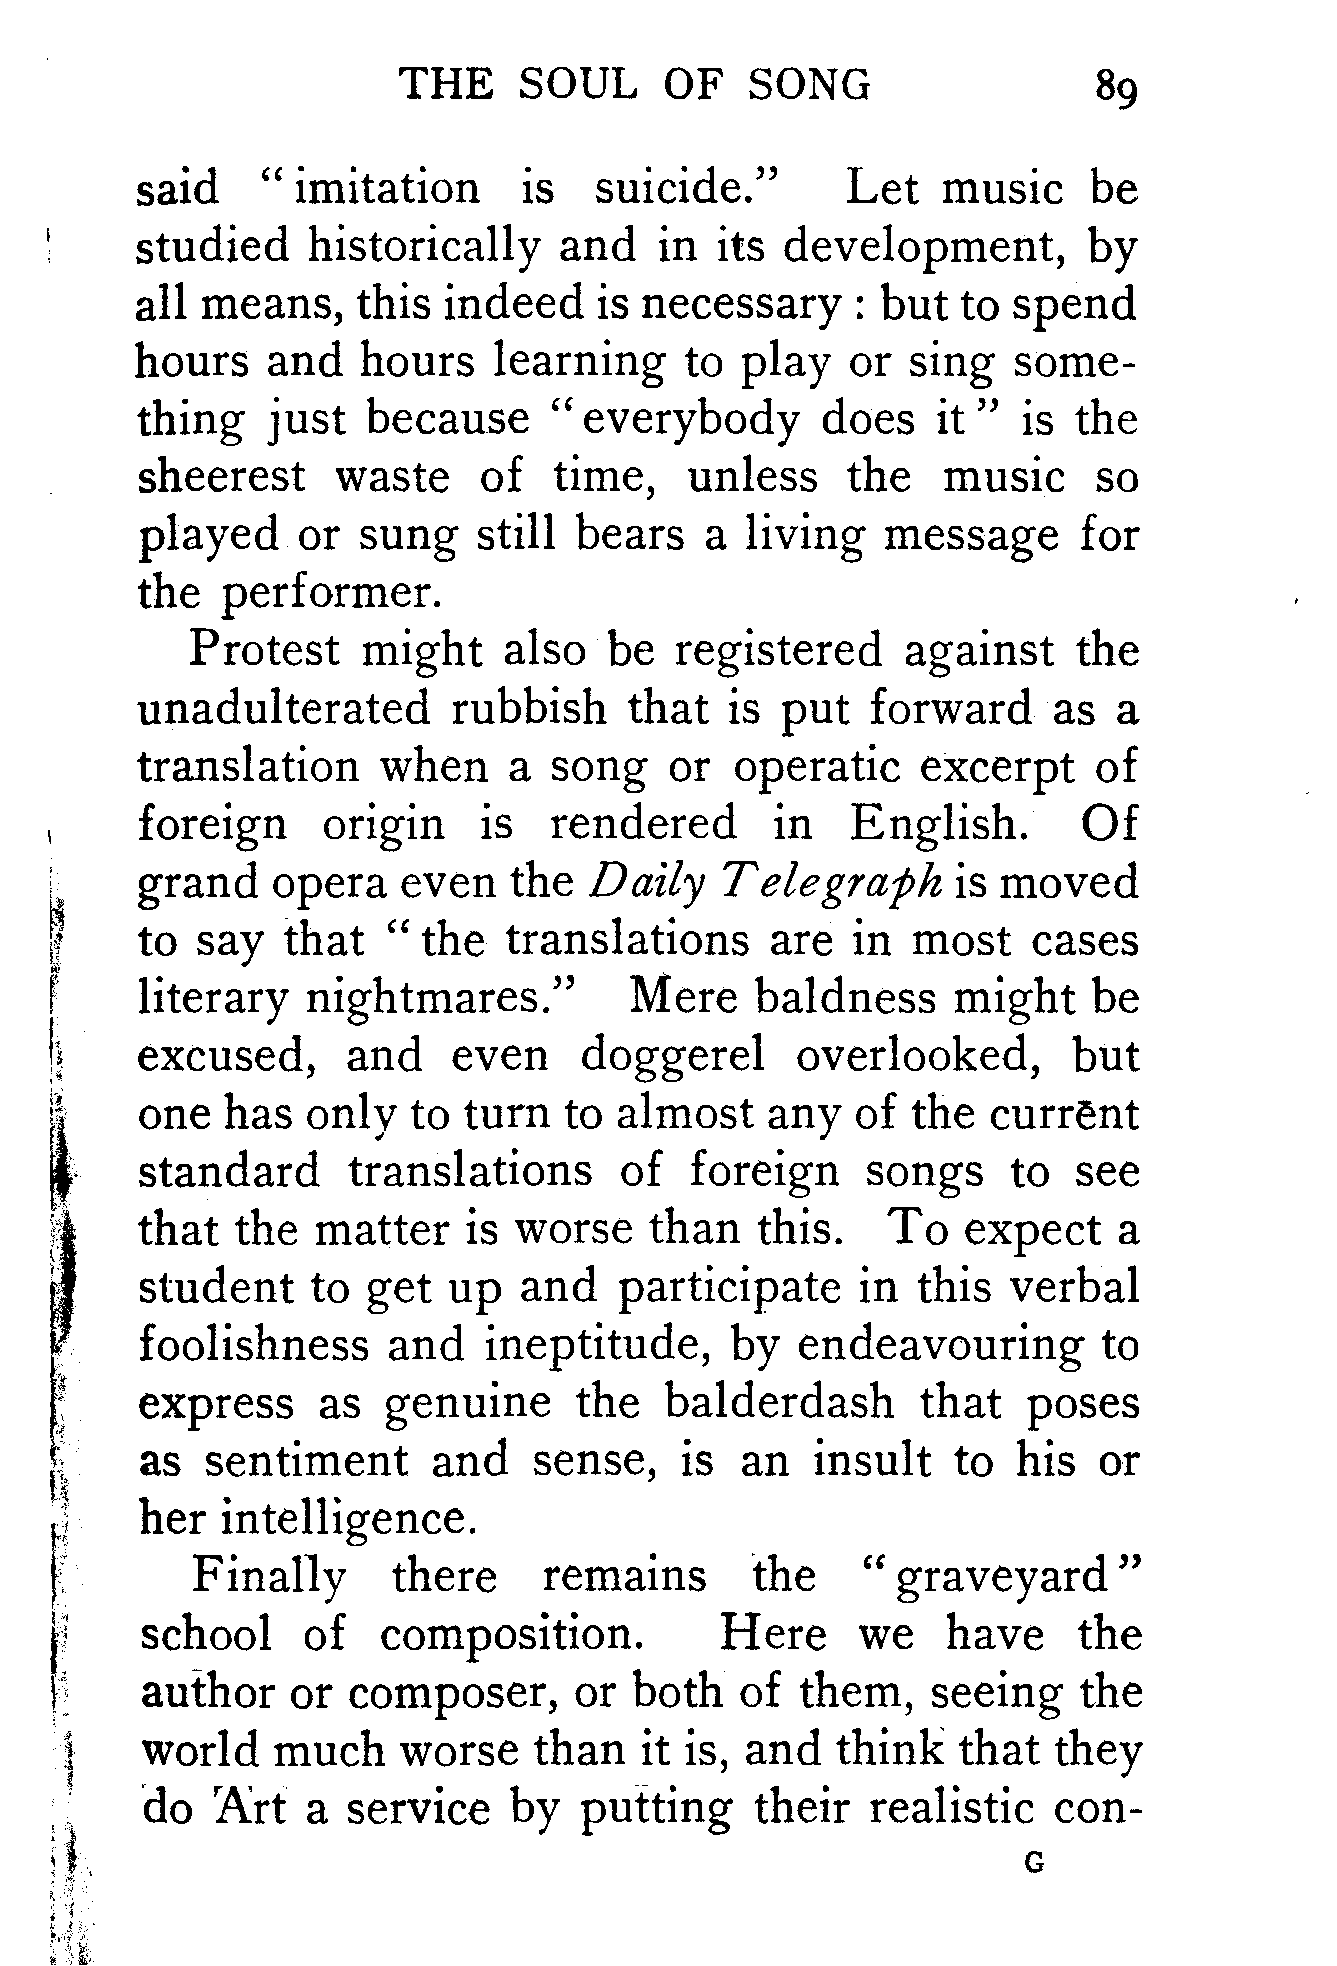 THE SOUL OF SONG 89
said "imitation is suicide." Let music be
studied historically and in its development, by
all means, this indeed is necessary : but to spend
hours and hours learning to play or sing some-
thing just because "everybody does it" is the
sheerest waste of time, unless the music so
played or sung still bears a living message for
the performer.
Protest might also be registered against the
unadulterated rubbish that is put forward as a
translation when a song or operatic excerpt of
foreign origin is rendered in English. Of
grand opera even the Daily Telegraph is moved
to say that "the translations are in most cases
literary nightmares." Mere baldness might be
excused, and even doggerel overlooked, but
one has only to turn to almost any of the current
standard translations of foreign songs to see
that the matter is worse than this. To expect a
student to get up and participate in this verbal
foolishness and ineptitude, by endeavouring to
express as genuine the balderdash that poses
as sentiment and sense, is an insult to his or
her intelligence.
Finally there remains the "graveyard"
school of composition. Here we have the
author or composer, or both of them, seeing the
world much worse than it is, and think that they
do Art a service by putting their realistic con-
G